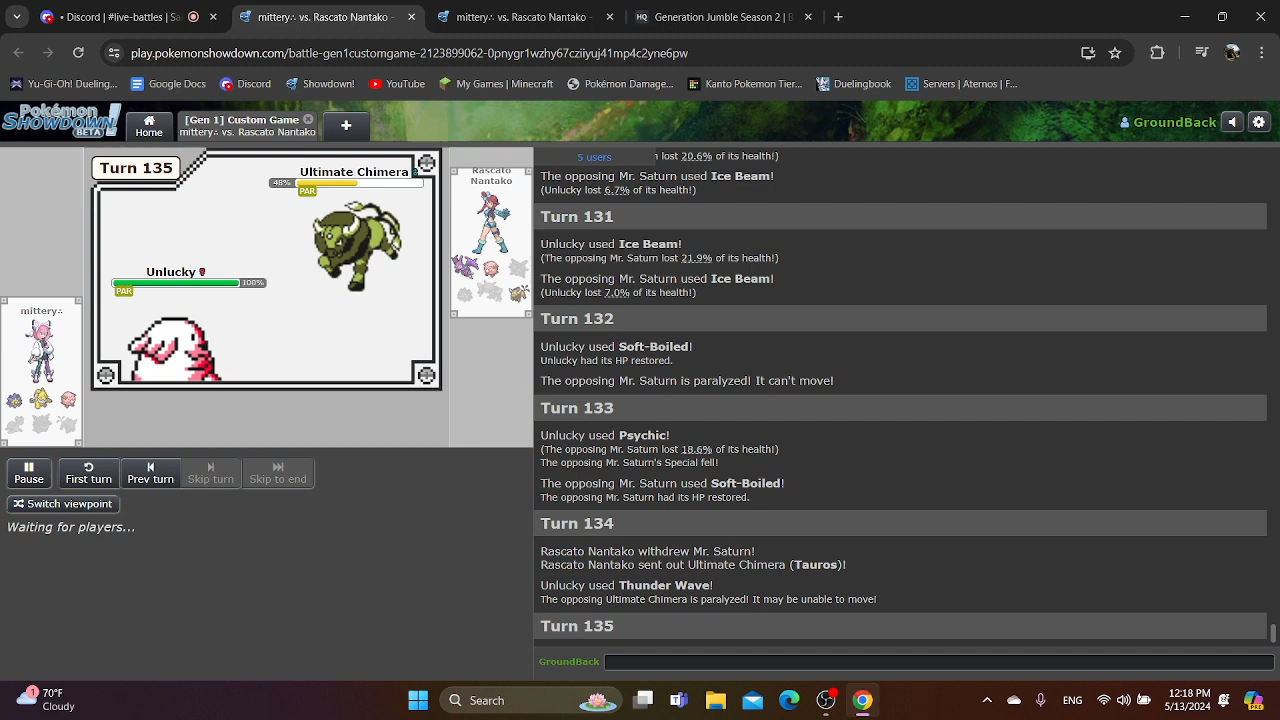 Discord | #live-battles | Sa
mittery∴ vs. Rascato Nantako -
mittery∴ vs. Rascato Nantako -
HQ Generation Jumble Season 2 | B
play.pokemonshowdown.com/battle-gen1customgame-2123899062-0pnygr1wzhy67cziiyuj41mp4c2yne6pw
Yu-Gi-Oh! Dueling...
Google Docs
Discord
Showdown!
YouTube
My Games | Minecraft
Pokémon Damage...
Kanto Pokémon Tier...
Duelingbook
Servers | Aternos | F...
Pokémon
Showdown!
BETA
Home
[Gen 1] Custom Game
mittery∴ vs. Rascato Nantako
GroundBack
Turn 135
Ultimate Chimera
48%
PAR
Unlucky
100%
PAR
mittery∴
Rascato
Nantako
Pause
First turn
Prev turn
Skip turn
Skip to end
Switch viewpoint
Waiting for players...
5 users
lost 20.6% of its health!)
The opposing Mr. Saturn used Ice Beam!
(Unlucky lost 6.7% of its health!)
Turn 131
Unlucky used Ice Beam!
(The opposing Mr. Saturn lost 21.9% of its health!)
The opposing Mr. Saturn used Ice Beam!
(Unlucky lost 7.0% of its health!)
Turn 132
Unlucky used Soft-Boiled!
Unlucky had its HP restored.
The opposing Mr. Saturn is paralyzed! It can't move!
Turn 133
Unlucky used Psychic!
(The opposing Mr. Saturn lost 18.6% of its health!)
The opposing Mr. Saturn's Special fell!
The opposing Mr. Saturn used Soft-Boiled!
The opposing Mr. Saturn had its HP restored.
Turn 134
Rascato Nantako withdrew Mr. Saturn!
Rascato Nantako sent out Ultimate Chimera (Tauros)!
Unlucky used Thunder Wave!
The opposing Ultimate Chimera is paralyzed! It may be unable to move!
Turn 135
GroundBack
1
70°F
Cloudy
Search
ENG
12:18 PM
5/13/2024
PRE